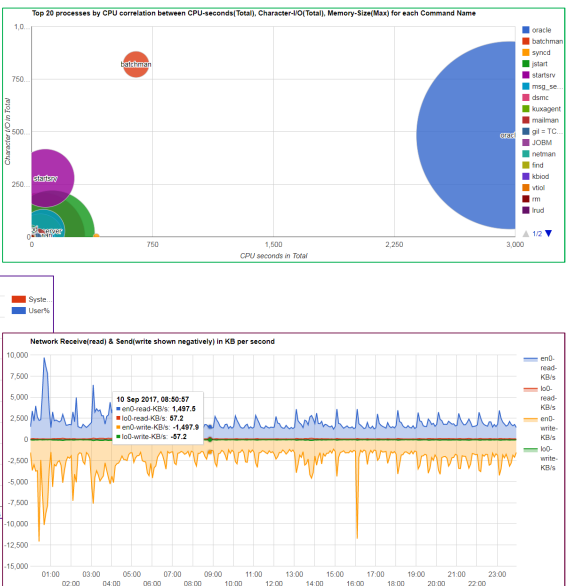 Top 20 processes by CPU correlation between CPU-seconds(Total), Character-I/O(Total), Memory-Size(Max) for each Command Name
1,0...
750...
500...
250...
0
Character I/O in Total
batchman
startsrv
orac
0
750
1,500
2,250
3,000
CPU seconds in Total
oracle
batchman
syncd
jstart
startsrv
msg_se...
dsmc
kuxagent
mailman
gil = TC...
JOBM
netman
find
kbiod
vtiol
rm
lrud
1/2
Syste...
User%
Network Receive(read) & Send(write shown negatively) in KB per second
10,000
7,500
5,000
2,500
0
-2,500
-5,000
-7,500
-10,000
-12,500
-15,000
10 Sep 2017, 08:50:57
en0-read-KB/s: 1,497.5
lo0-read-KB/s: 57.2
en0-write-KB/s: -1,497.9
lo0-write-KB/s: -57.2
01:00 03:00 05:00 07:00 09:00 11:00 13:00 15:00 17:00 19:00 21:00 23:00
02:00 04:00 06:00 08:00 10:00 12:00 14:00 16:00 18:00 20:00 22:00
en0-
read-
KB/s
lo0-
read-
KB/s
en0-
write-
KB/s
lo0-
write-
KB/s